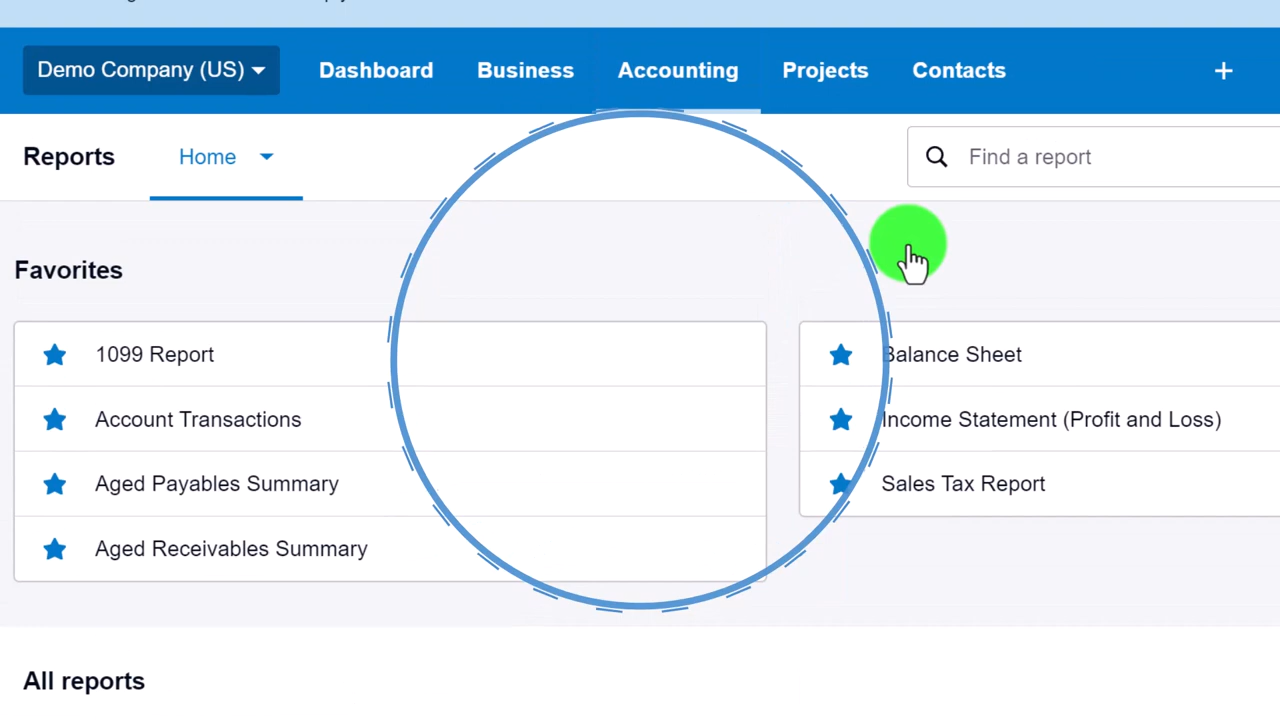 Demo Company (US) Dashboard Business Accounting Projects Contacts +
Reports Home Find a report
Favorites
1099 Report
Account Transactions
Aged Payables Summary
Aged Receivables Summary
Balance Sheet
Income Statement (Profit and Loss)
Sales Tax Report
All reports